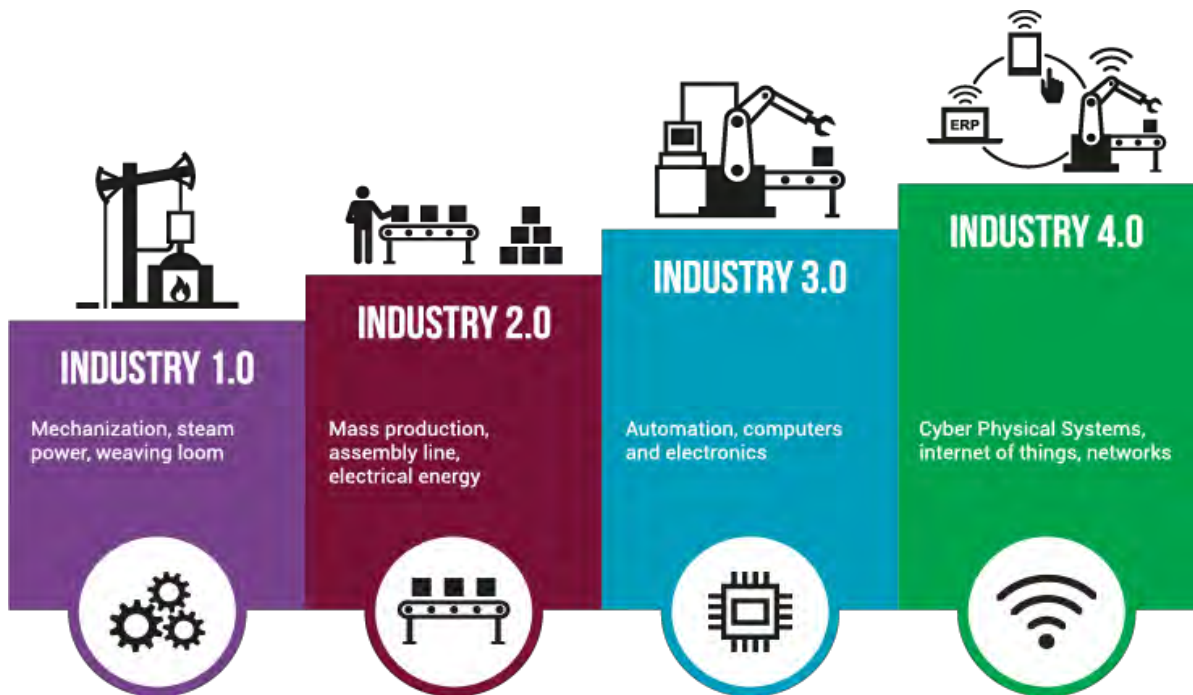 ERP
INDUSTRY 1.0
Mechanization, steam
power, weaving loom
INDUSTRY 2.0
Mass production,
assembly line,
electrical energy
INDUSTRY 3.0
Automation, computers
and electronics
INDUSTRY 4.0
Cyber Physical Systems,
internet of things, networks